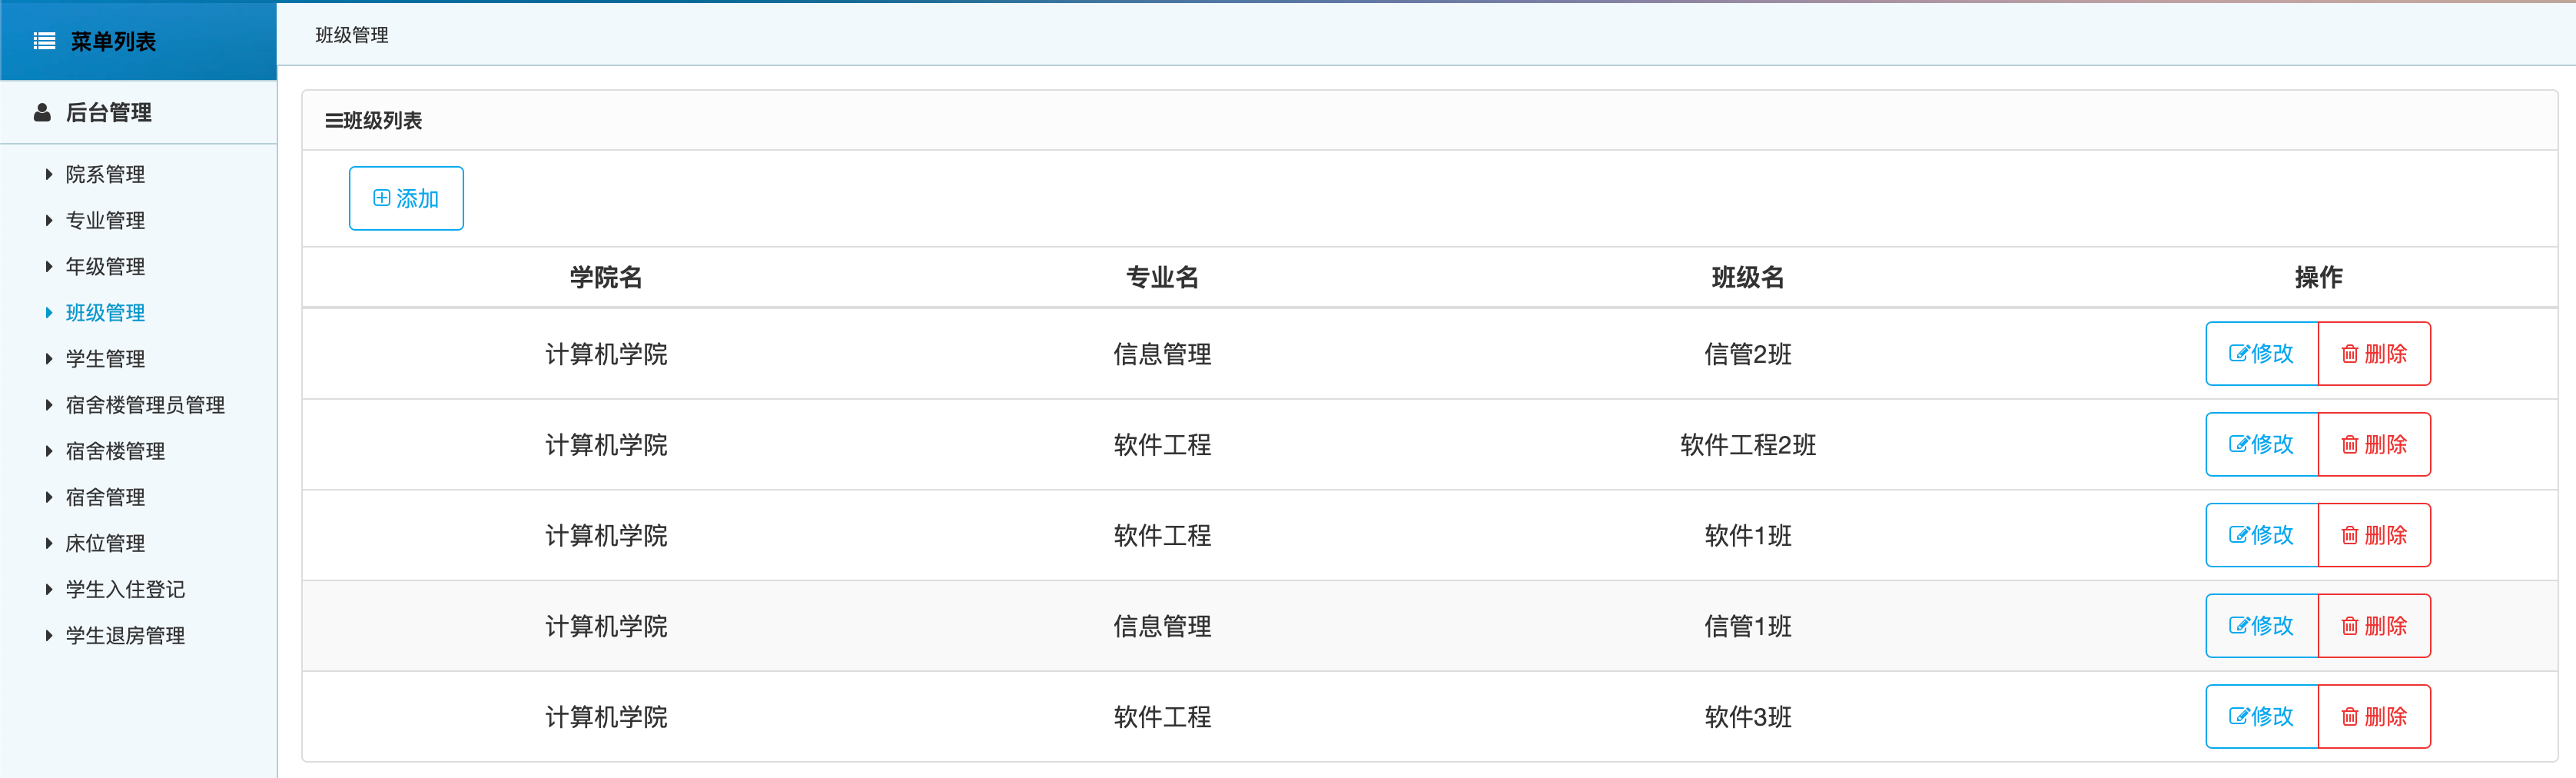 菜单列表
后台管理
院系管理
专业管理
年级管理
班级管理
学生管理
宿舍楼管理员管理
宿舍楼管理
宿舍管理
床位管理
学生入住登记
学生退房管理
班级管理
班级列表
添加
学院名 专业名 班级名 操作
计算机学院 信息管理 信管2班 修改 删除
计算机学院 软件工程 软件工程2班 修改 删除
计算机学院 软件工程 软件1班 修改 删除
计算机学院 信息管理 信管1班 修改 删除
计算机学院 软件工程 软件3班 修改 删除